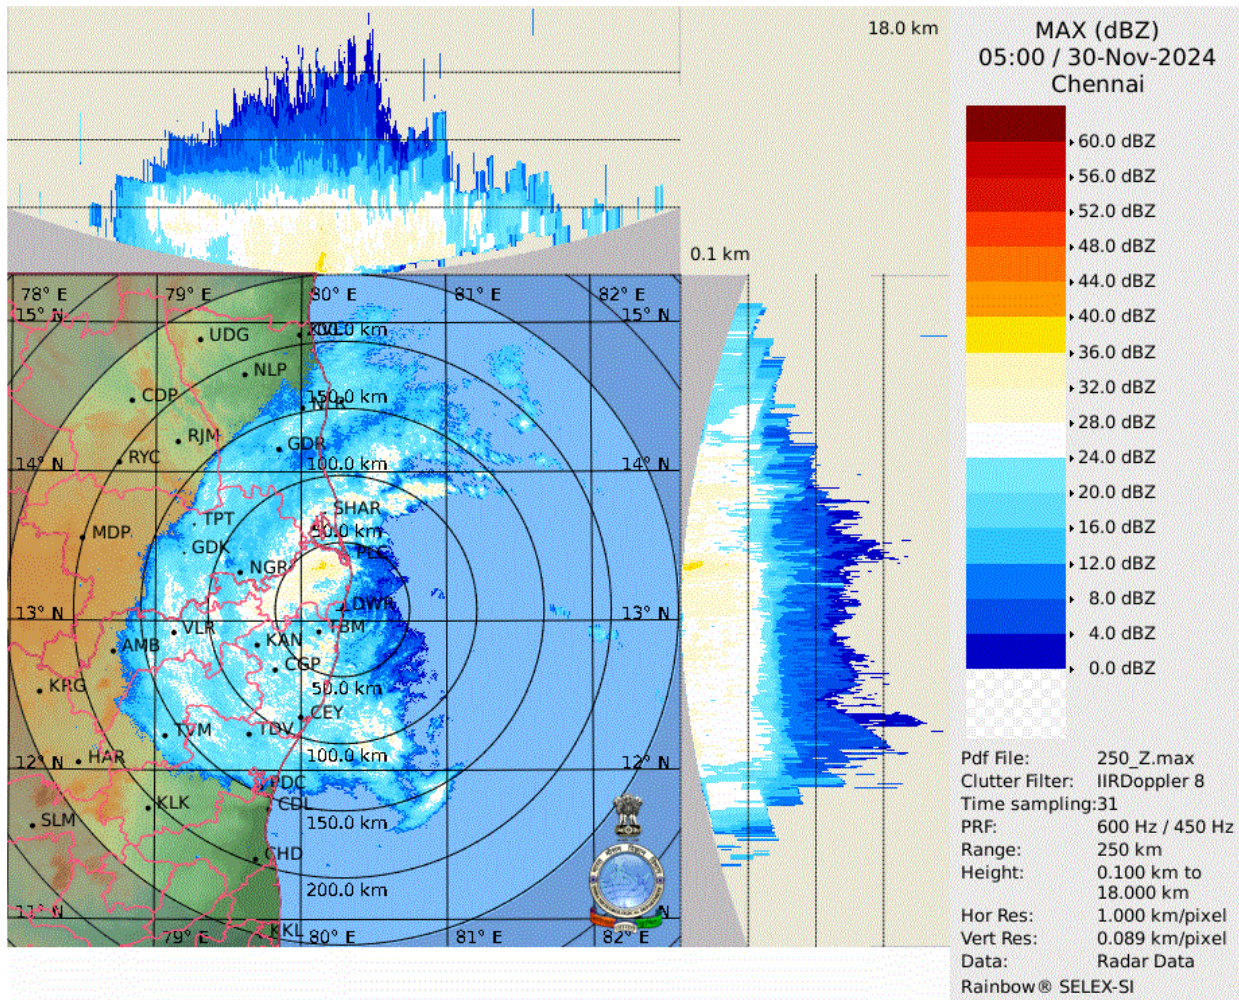 18.0 km
0.1 km
MAX (dBZ)
05:00 / 30-Nov-2024
Chennai
60.0 dBZ
56.0 dBZ
52.0 dBZ
48.0 dBZ
44.0 dBZ
40.0 dBZ
36.0 dBZ
32.0 dBZ
28.0 dBZ
24.0 dBZ
20.0 dBZ
16.0 dBZ
12.0 dBZ
8.0 dBZ
4.0 dBZ
0.0 dBZ
Pdf File: 250_Z.max
Clutter Filter: IIRDoppler 8
Time sampling:31
PRF: 600 Hz / 450 Hz
Range: 250 km
Height: 0.100 km to
18.000 km
Hor Res: 1.000 km/pixel
Vert Res: 0.089 km/pixel
Data: Radar Data
Rainbow® SELEX-SI
78° E 79° E 80° E 81° E 82° E
15° N 15° N
UDG
NLP
CDP
150.0 km
RJM
GDR
RYC
100.0 km
14° N 14° N
SHAR
TPT
50.0 km
MDP
GDK
PLC
NGR
DWR
13° N 13° N
VLR
TBM
KAN
AMB
CGP
KRG
50.0 km
CEY
TVM
TDV
HAR
100.0 km
12° N 12° N
PDC
KLK
CDL
SLM
150.0 km
CHD
200.0 km
11° N N
KKL
79° E 80° E 81° E 82° E